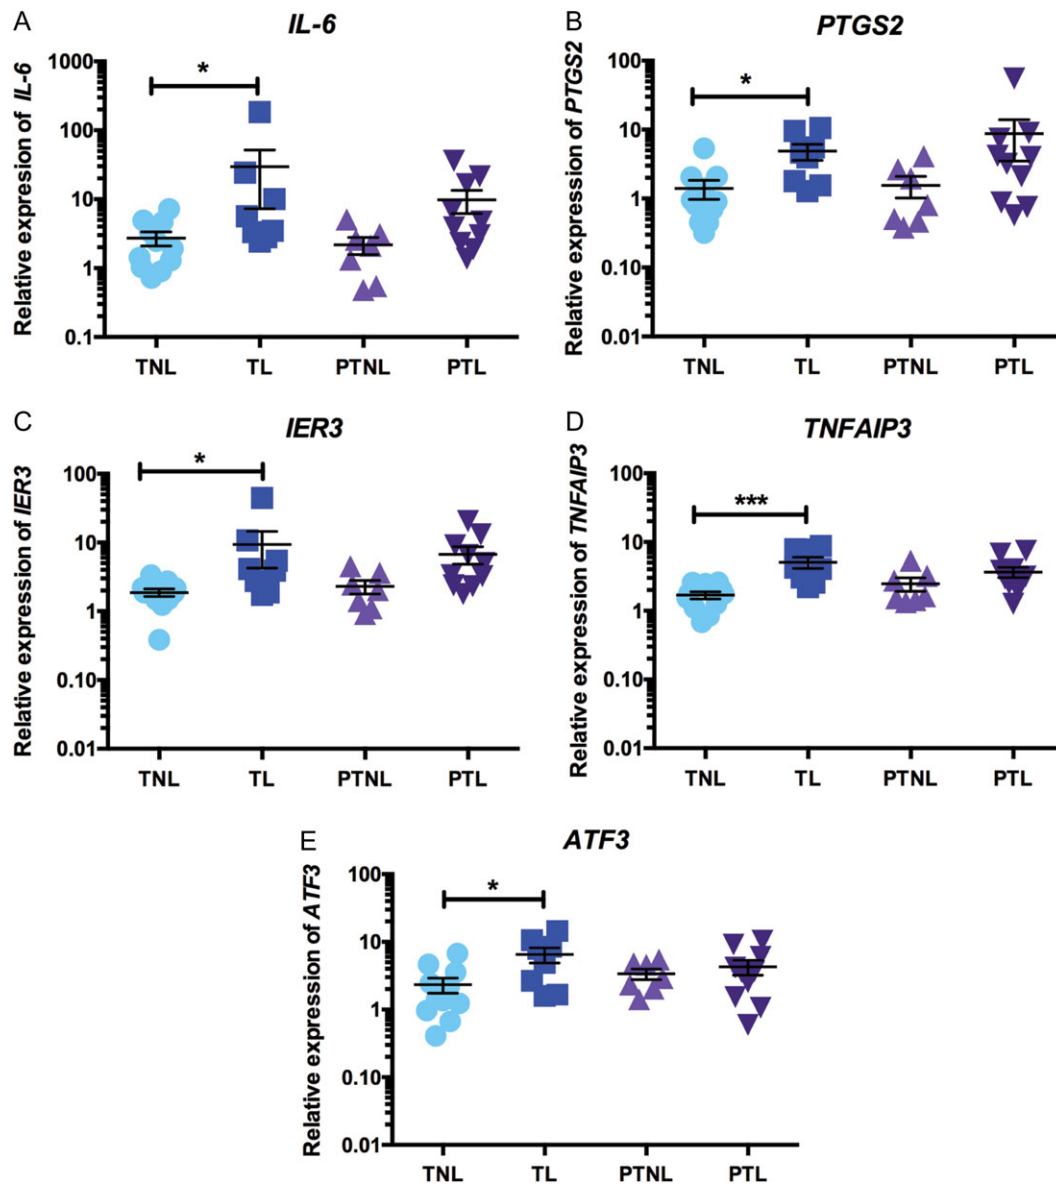 A
IL-6
Relative expression of IL-6
1000
100
10
1
0.1
*
TNL TL PTNL PTL
B
PTGS2
Relative expression of PTGS2
100
10
1
0.10
0.01
*
TNL TL PTNL PTL
C
IER3
Relative expression of IER3
100
10
1
0.10
0.01
*
TNL TL PTNL PTL
D
TNFAIP3
Relative expression of TNFAIP3
100
10
1
0.10
0.01
***
TNL TL PTNL PTL
E
ATF3
Relative expression of ATF3
100
10
1
0.10
0.01
*
TNL TL PTNL PTL